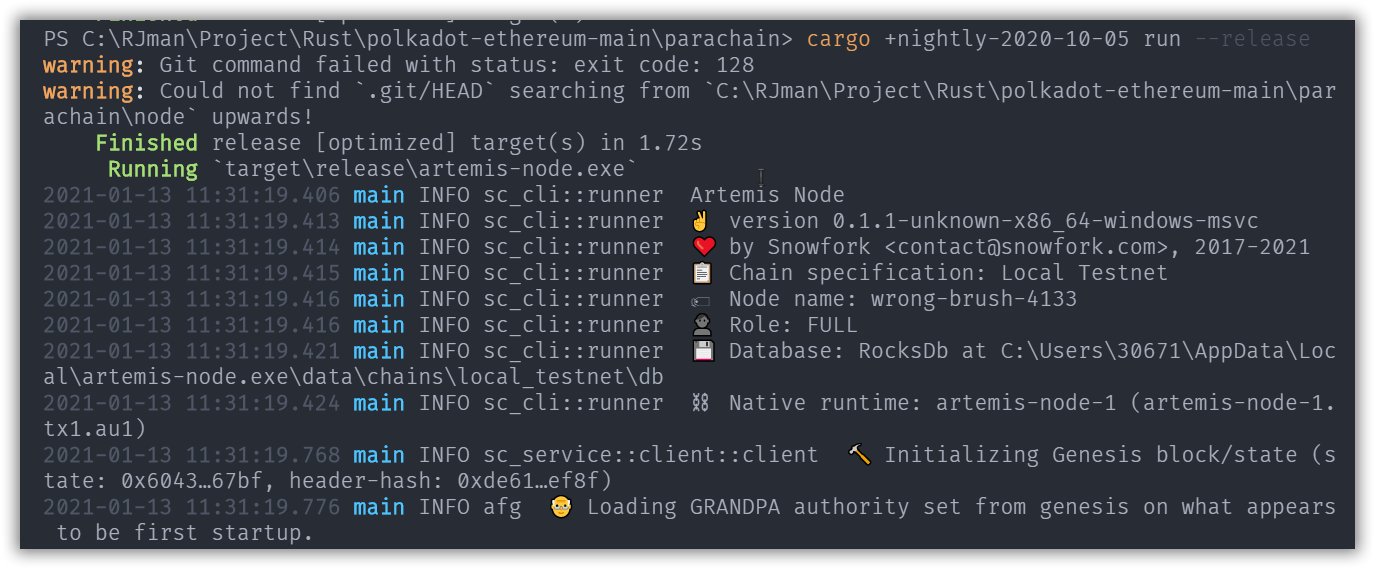 PS C:\RJman\Project\Rust\polkadot-ethereum-main\parachain> cargo +nightly-2020-10-05 run --release
warning: Git command failed with status: exit code: 128
warning: Could not find `.git/HEAD` searching from `C:\RJman\Project\Rust\polkadot-ethereum-main\par
achain\node` upwards!
Finished release [optimized] target(s) in 1.72s
Running `target\release\artemis-node.exe`
2021-01-13 11:31:19.406 main INFO sc_cli::runner  Artemis Node
2021-01-13 11:31:19.413 main INFO sc_cli::runner  ✌️ version 0.1.1-unknown-x86_64-windows-msvc
2021-01-13 11:31:19.414 main INFO sc_cli::runner  ❤️ by Snowfork <contact@snowfork.com>, 2017-2021
2021-01-13 11:31:19.415 main INFO sc_cli::runner  📋 Chain specification: Local Testnet
2021-01-13 11:31:19.416 main INFO sc_cli::runner  🏷 Node name: wrong-brush-4133
2021-01-13 11:31:19.416 main INFO sc_cli::runner  👤 Role: FULL
2021-01-13 11:31:19.421 main INFO sc_cli::runner  💾 Database: RocksDb at C:\Users\30671\AppData\Loc
al\artemis-node.exe\data\chains\local_testnet\db
2021-01-13 11:31:19.424 main INFO sc_cli::runner  ⛓ Native runtime: artemis-node-1 (artemis-node-1.
tx1.au1)
2021-01-13 11:31:19.768 main INFO sc_service::client::client  🔨 Initializing Genesis block/state (s
tate: 0x6043…67bf, header-hash: 0xde61…ef8f)
2021-01-13 11:31:19.776 main INFO afg  👴 Loading GRANDPA authority set from genesis on what appears
to be first startup.